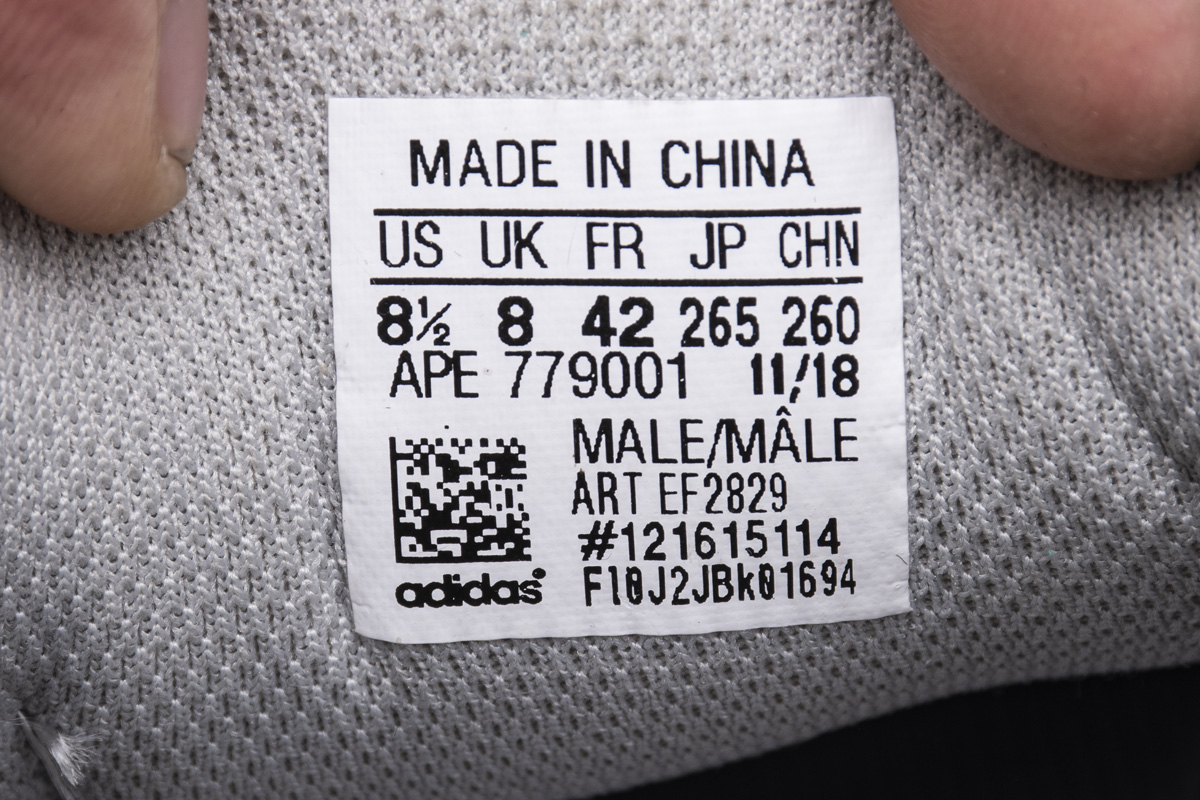 MADE IN CHINA
US UK FR JP CHN
8½ 8 42 265 260
APE 779001 11/18
MALE/MÂLE
ART EF2829
#121615114
Fl0J2JBk01694
adidas